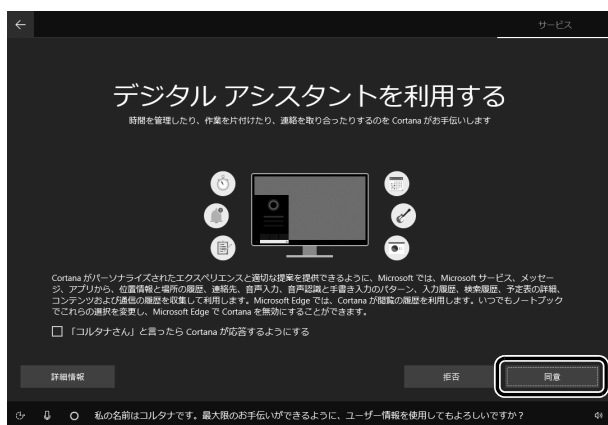 サービス
デジタル アシスタントを利用する
時間を管理したり、作業を片付けたり、連絡を取り合ったりするのを Cortana がお手伝いします
Cortana がパーソナライズされたエクスペリエンスと適切な提案を提供できるように、Microsoft では、Microsoft サービス、メッセー
ジ、アプリから、位置情報と場所の履歴、連絡先、音声入力、音声認識と手書き入力のパターン、入力履歴、検索履歴、予定表の詳細、
コンテンツおよび通信の履歴を収集して利用します。Microsoft Edge では、Cortana が閲覧の履歴を利用します。いつでもノートブック
でこれらの選択を変更し、Microsoft Edge で Cortana を無効にすることができます。
「コルタナさん」と言ったら Cortana が応答するようにする
詳細情報
拒否
同意
私の名前はコルタナです。最大限のお手伝いができるように、ユーザー情報を使用してもよろしいですか？